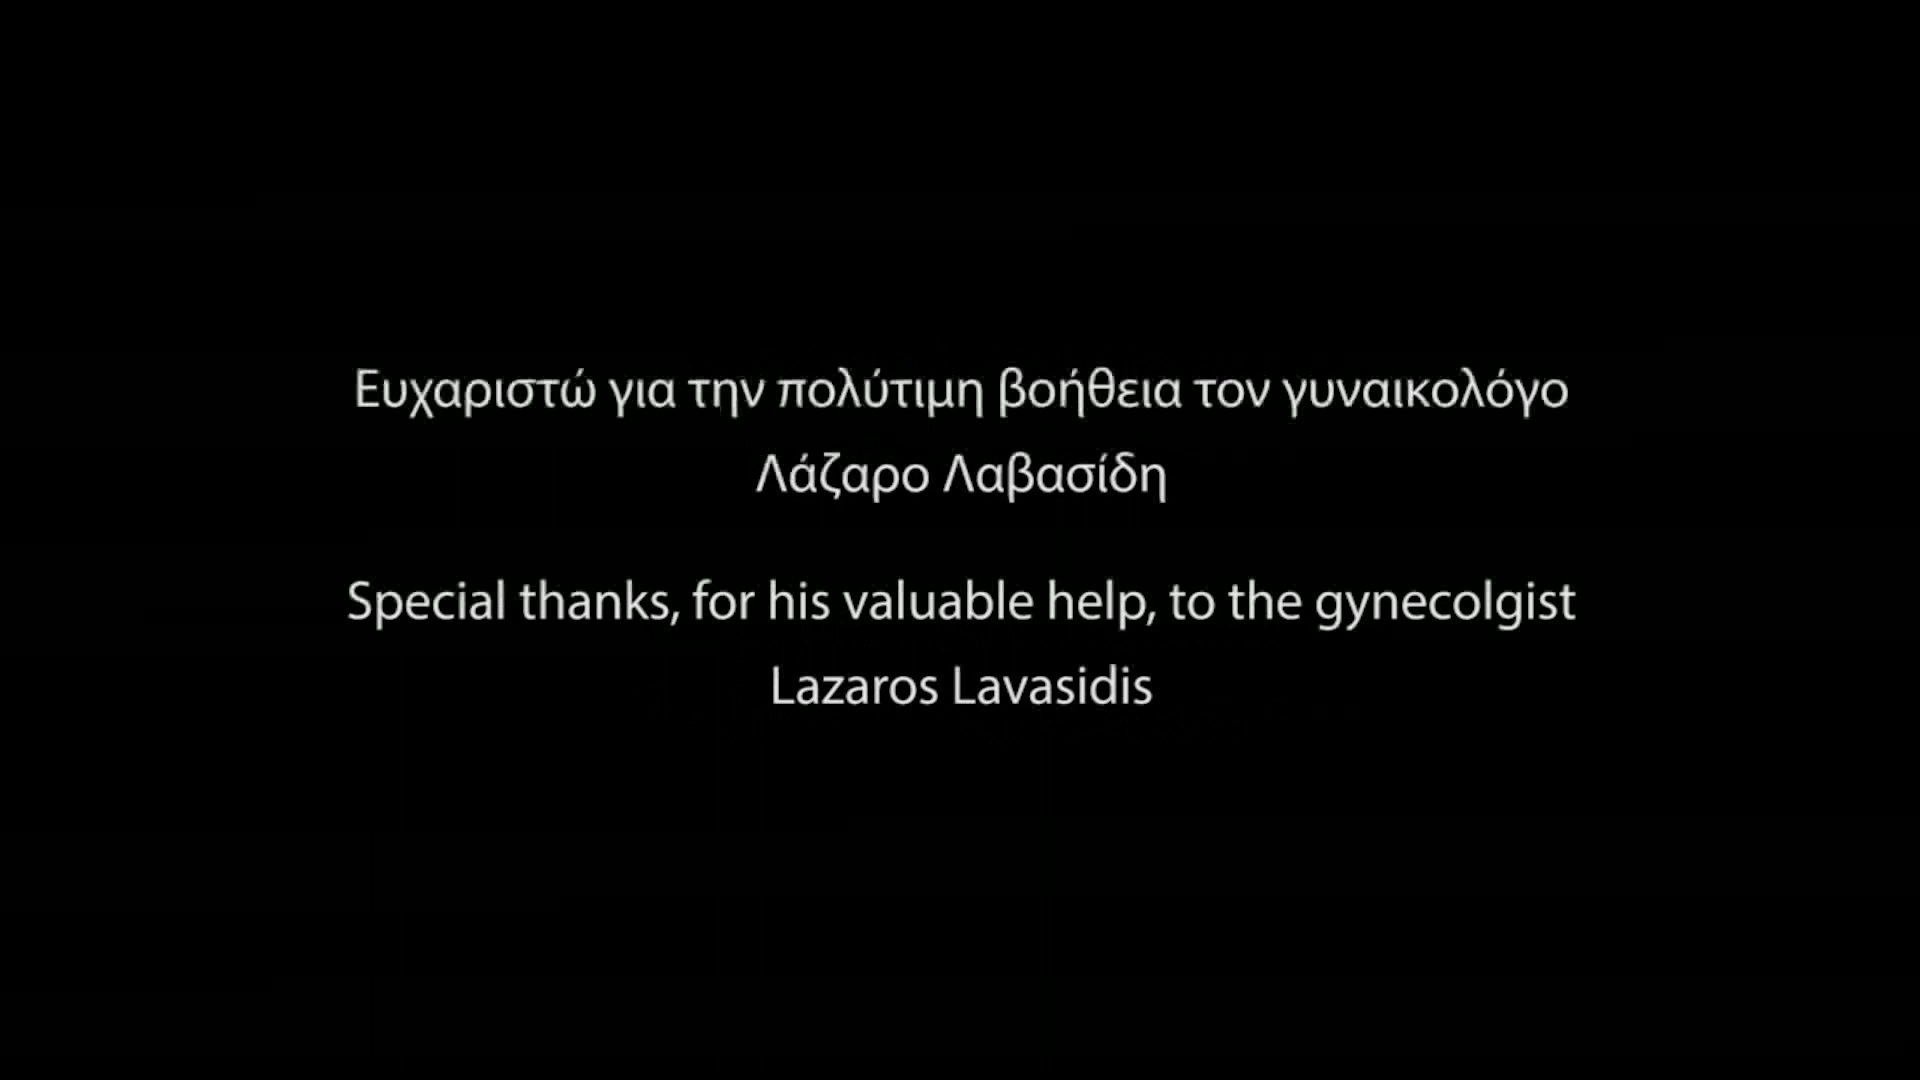 Ευχαριστώ για την πολύτιμη βοήθεια τον γυναικολόγο
Λάζαρο Λαβασίδη
Special thanks, for his valuable help, to the gynecolgist
Lazaros Lavasidis